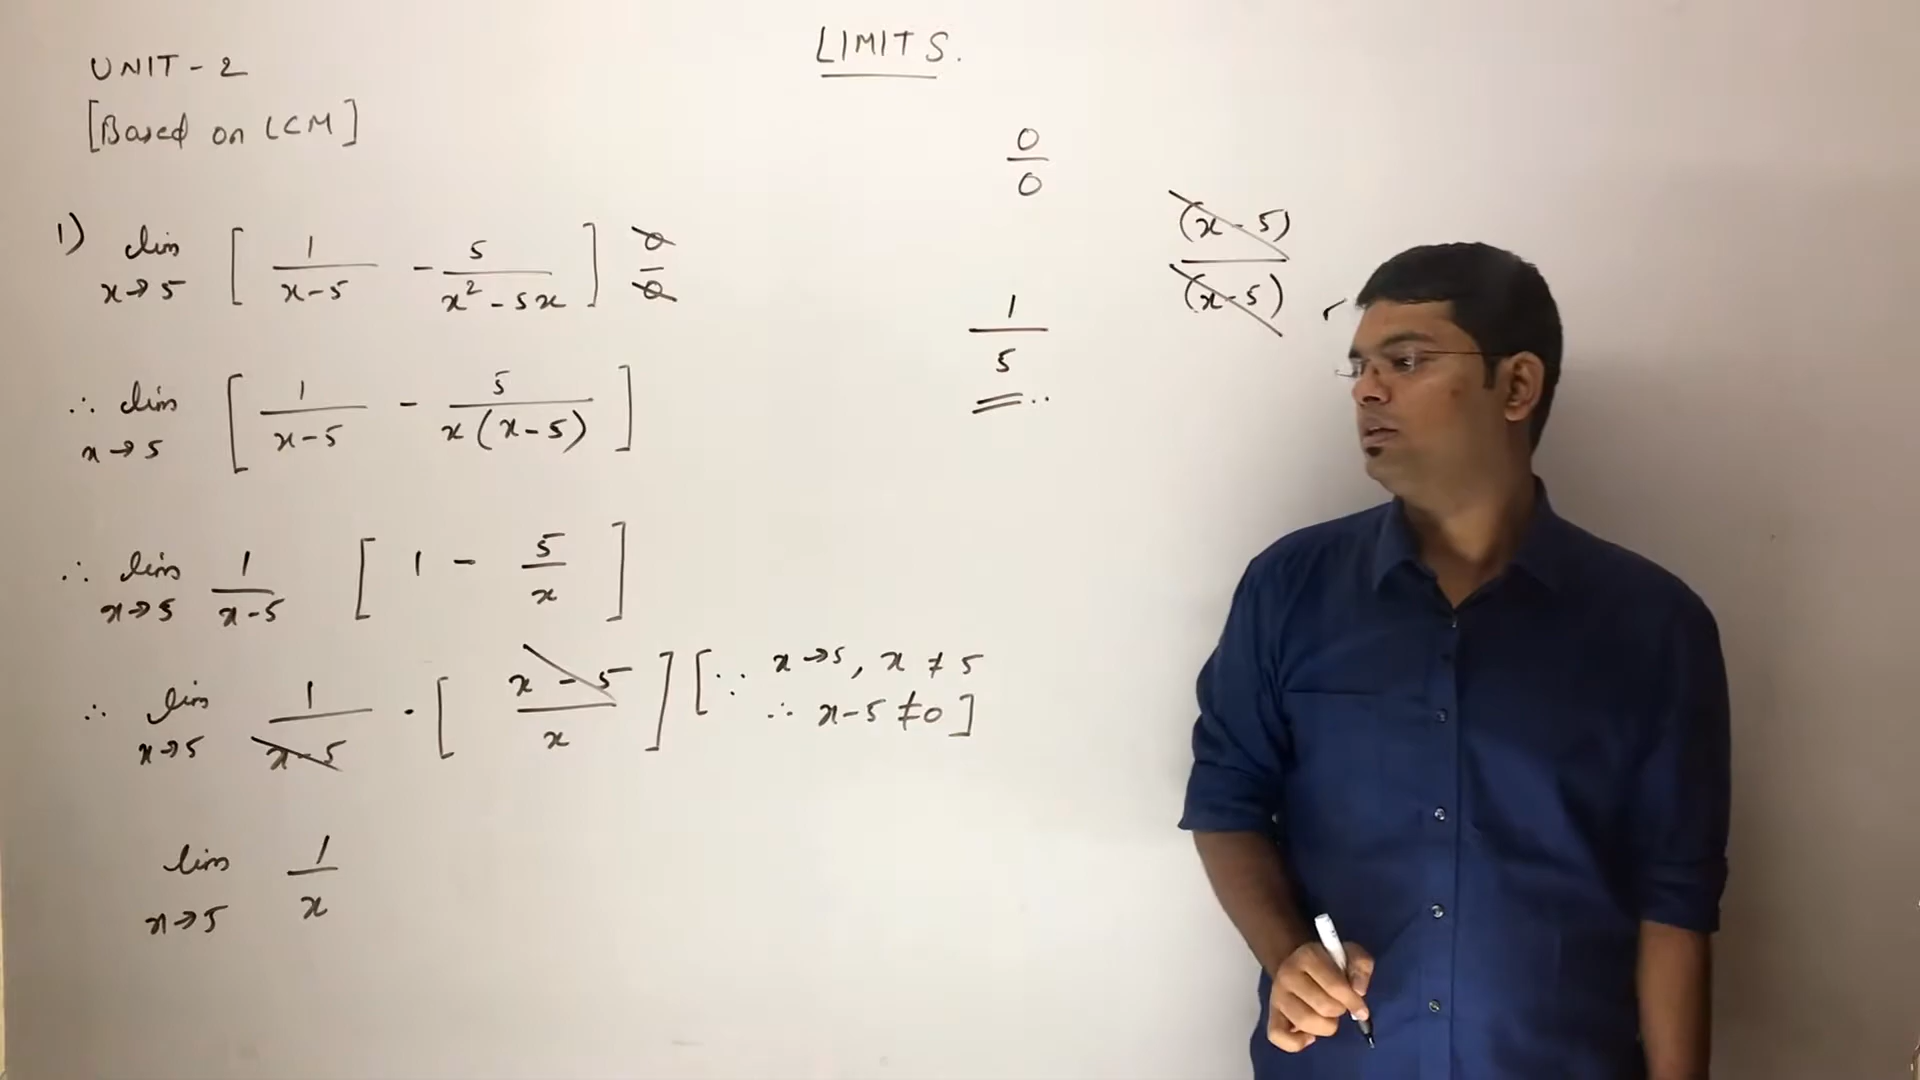 LIMITS.
UNIT - 2
[Based on LCM]
1) lim x→5 [ 1/(x-5) - 5/(x² - 5x) ] 0/0
∴ lim x→5 [ 1/(x-5) - 5/(x(x-5)) ]
∴ lim x→5 1/(x-5) [ 1 - 5/x ]
∴ lim x→5 1/(x-5) · [ (x-5)/x ] [∵ x→5, x ≠ 5
∴ x-5 ≠ 0 ]
lim x→5 1/x
0/0
1/5
(x-5)/(x-5)